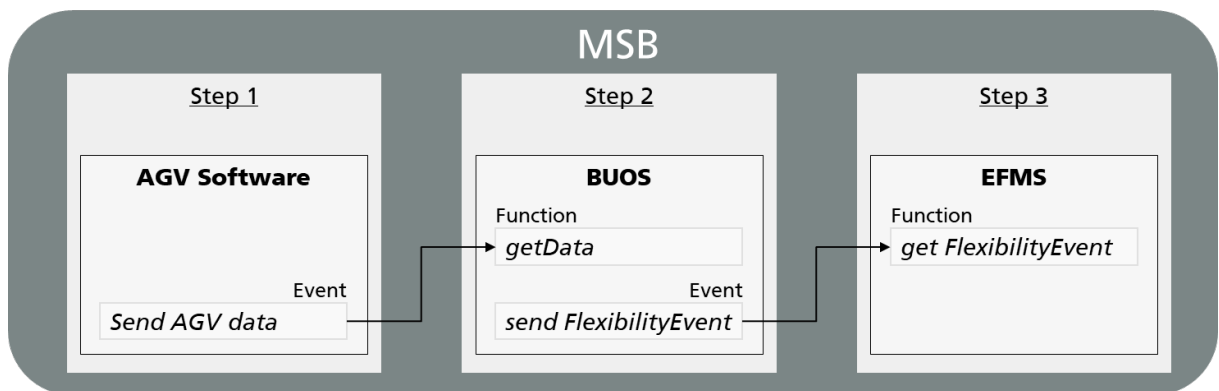 MSB
Step 1
AGV Software
Event
Send AGV data
Step 2
BUOS
Function
getData
Event
send FlexibilityEvent
Step 3
EFMS
Function
get FlexibilityEvent